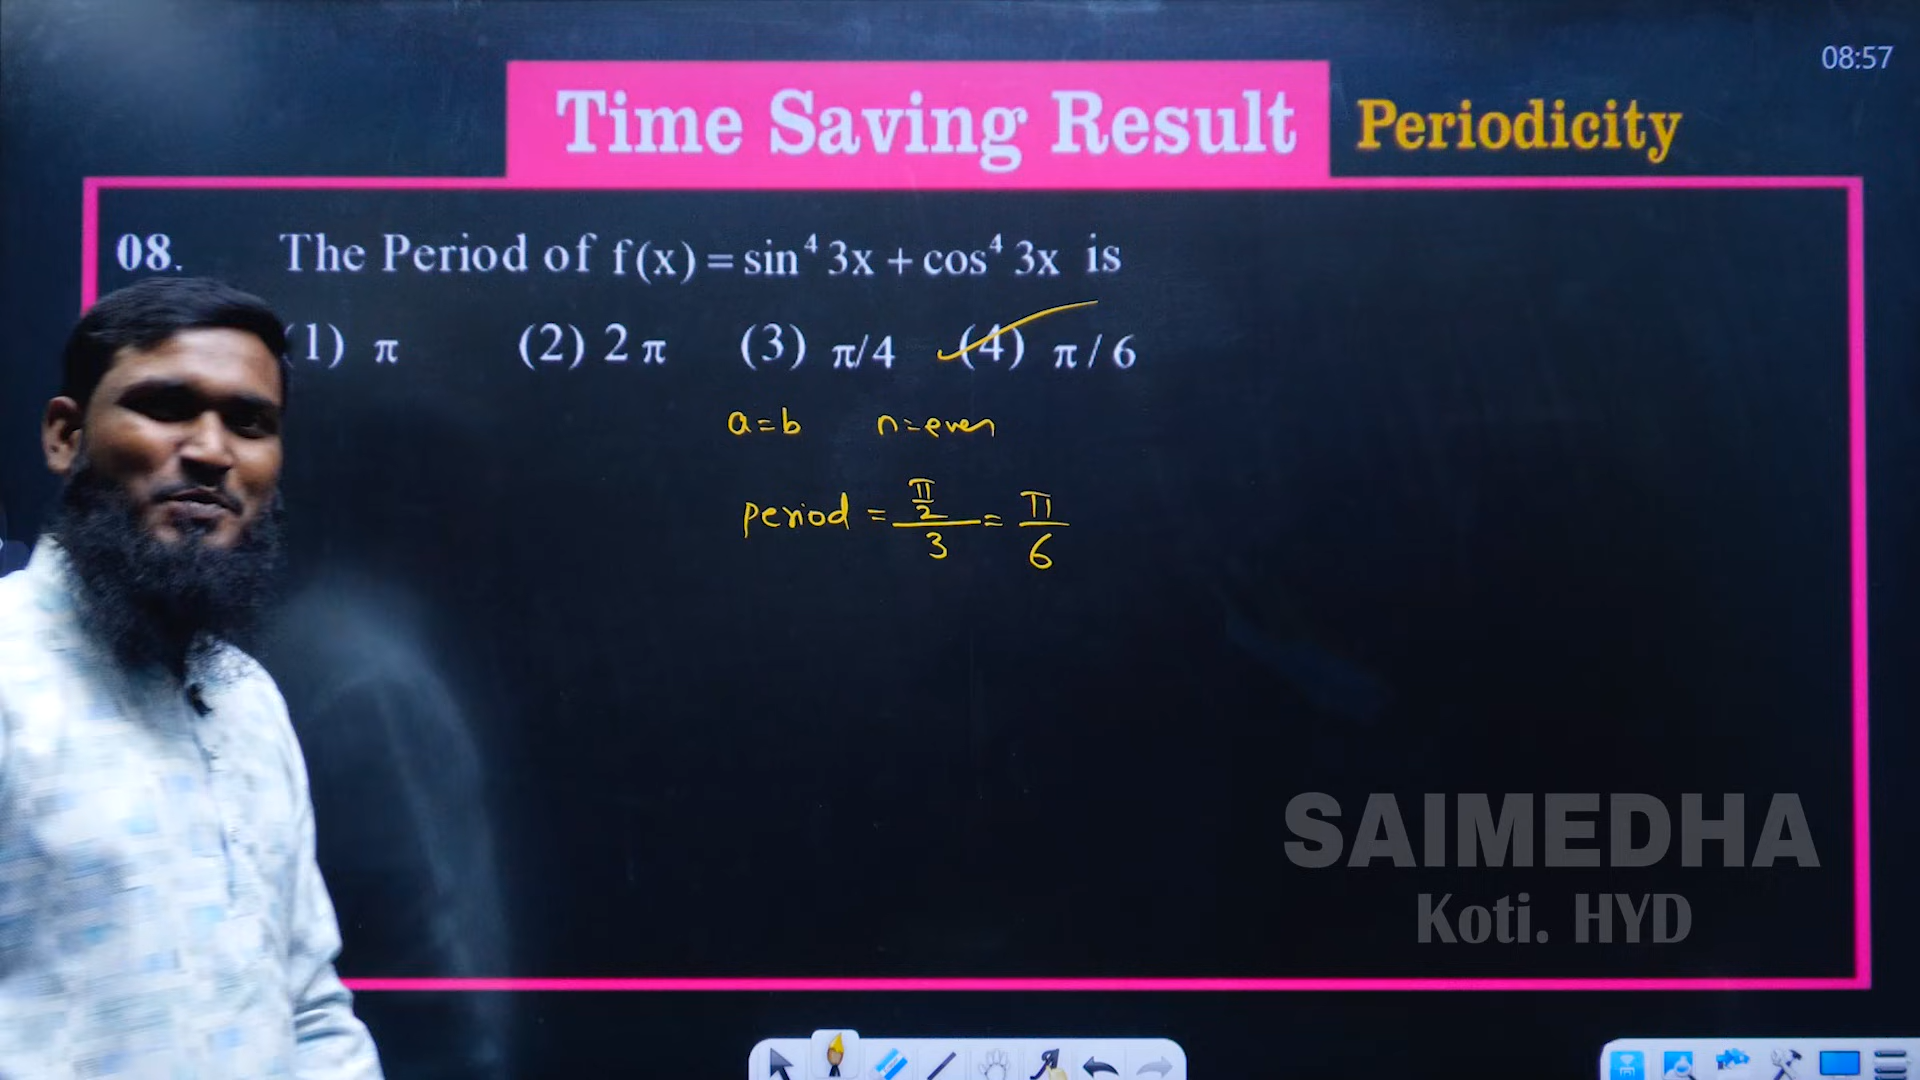 08:57
Time Saving Result Periodicity
08. The Period of f(x) = sin⁴ 3x + cos⁴ 3x is
(1) π (2) 2π (3) π/4 (4) π/6
a=b n=even
period = π/2/3 = π/6
SAIMEDHA
Koti. HYD